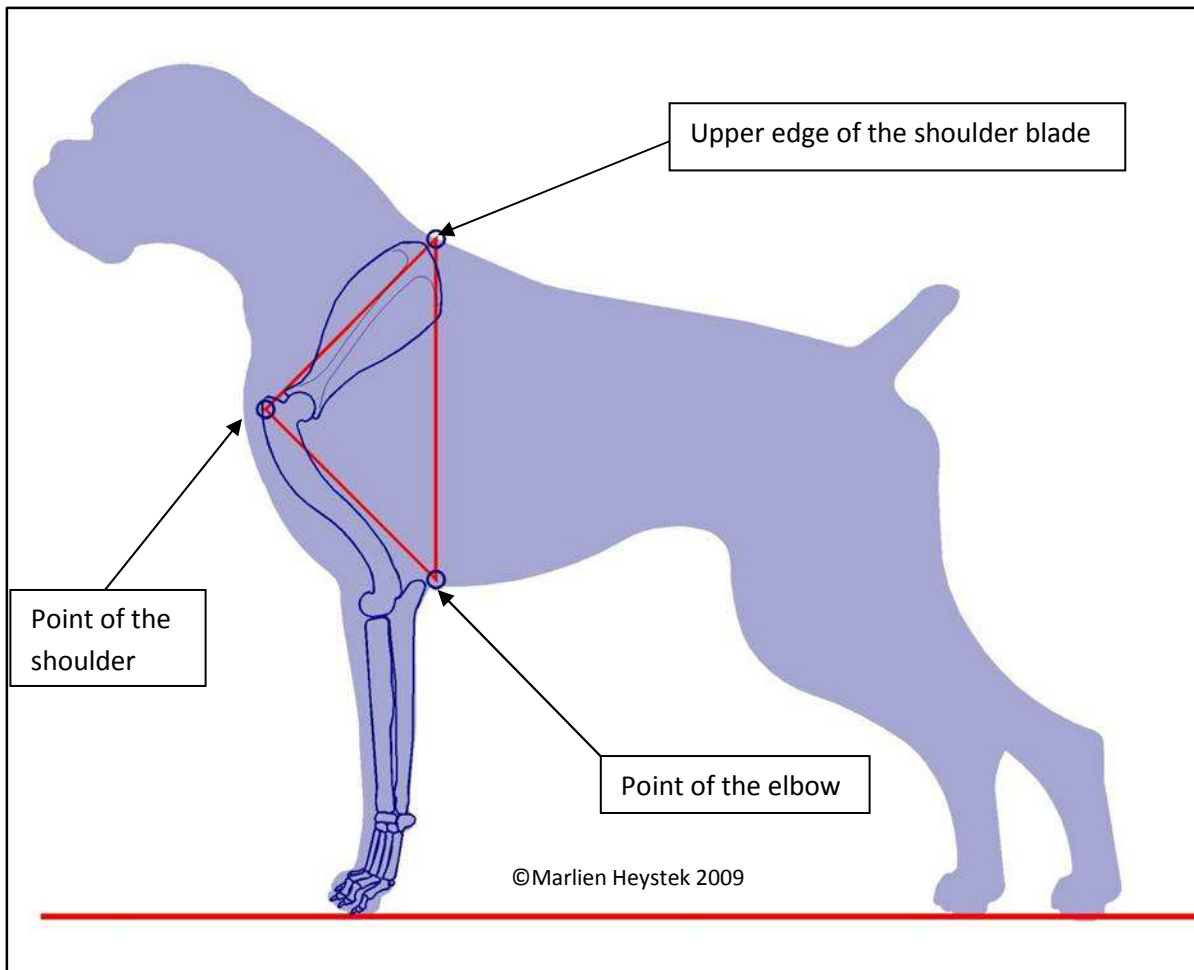 Upper edge of the shoulder blade
Point of the
shoulder
Point of the elbow
©Marlien Heystek 2009